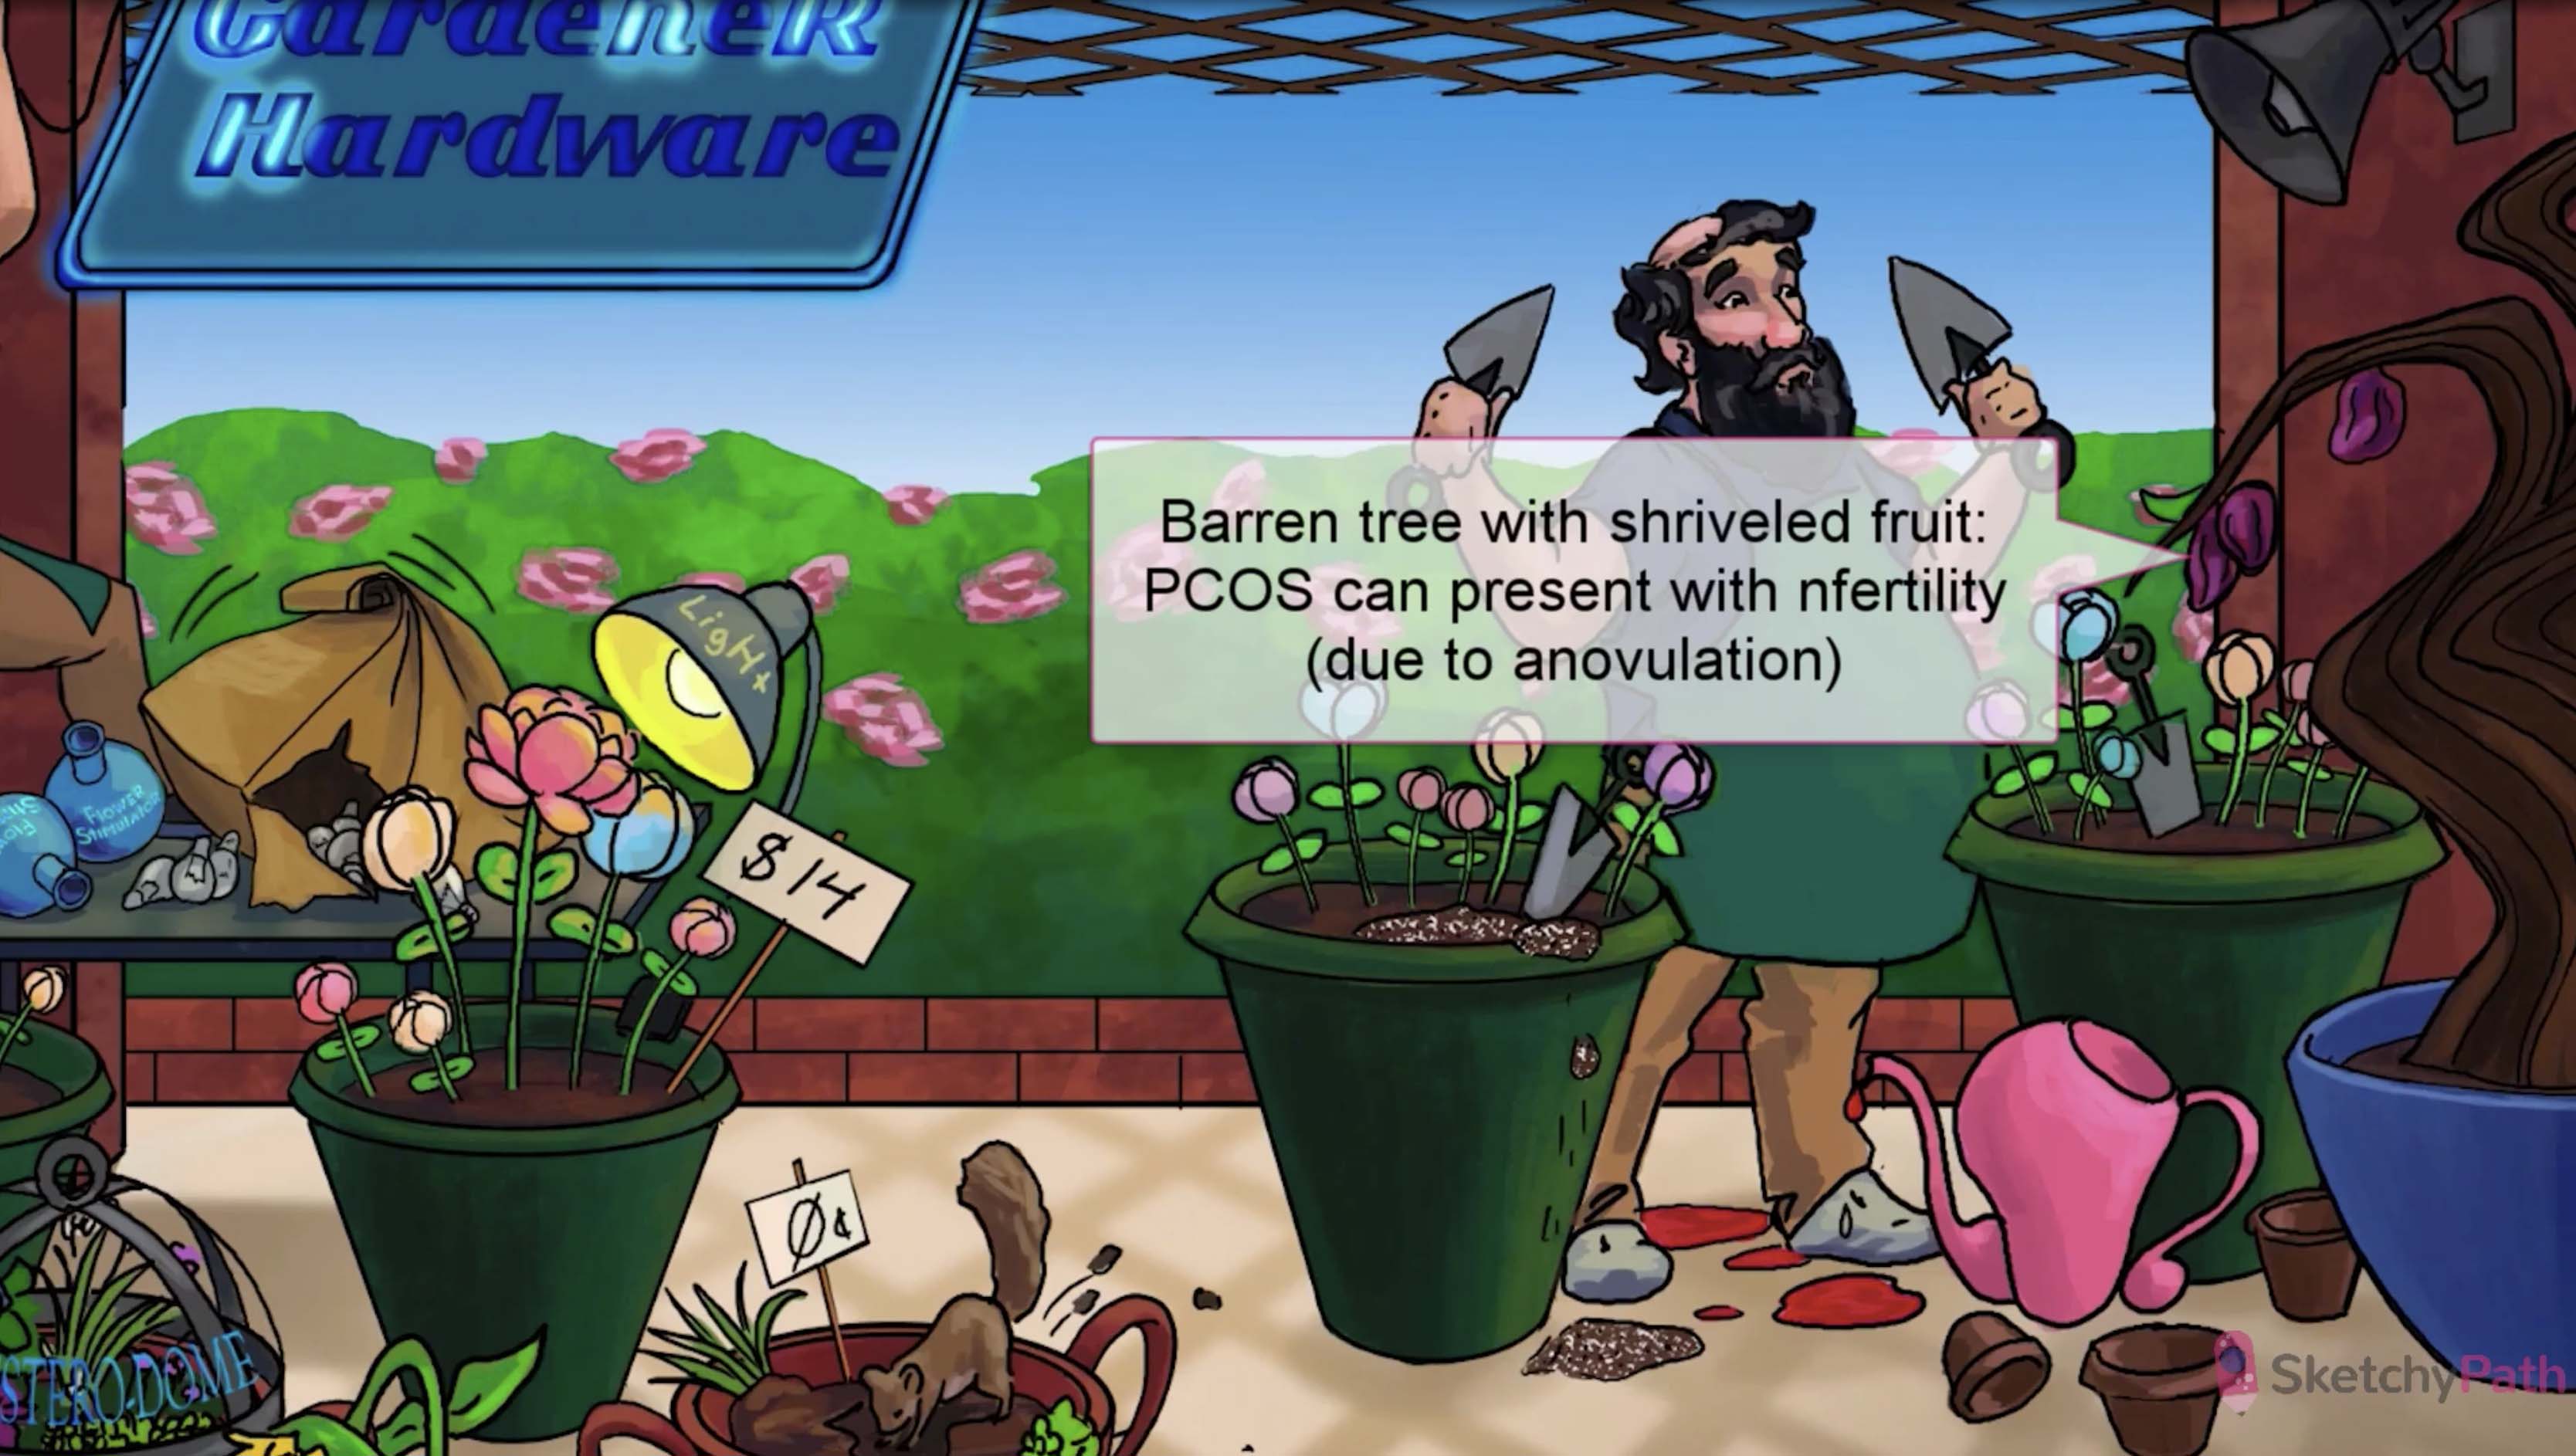 GardeneR
Hardware
Barren tree with shriveled fruit:
PCOS can present with nfertility
(due to anovulation)
LigHt
FlOWER
STIMULATOR
$14
0¢
STERO-DOME
SketchyPath